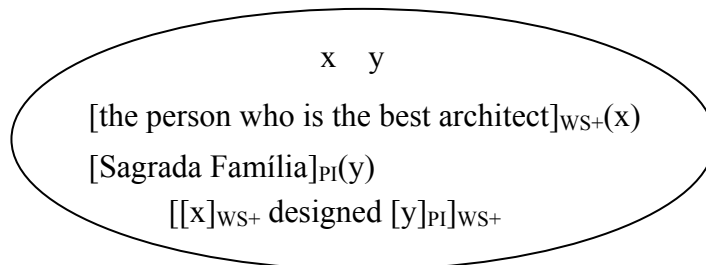 x y
[the person who is the best architect]WS+(x)
[Sagrada Família]PI(y)
[[x]WS+ designed [y]PI]WS+